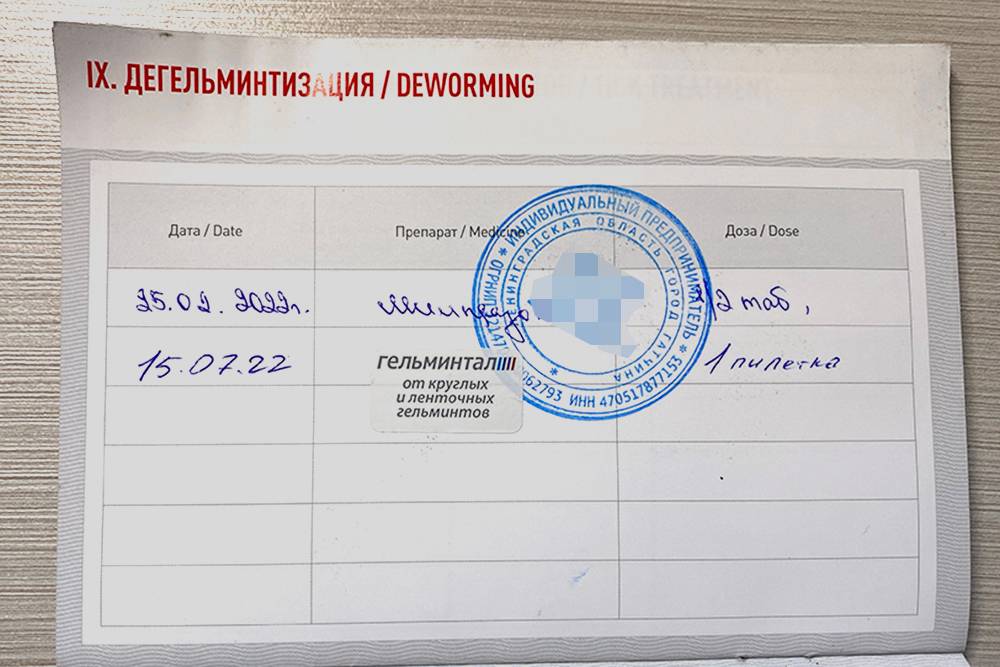 IX. ДЕГЕЛЬМИНТИЗАЦИЯ / DEWORMING
Дата / Date Препарат / Medicine Доза / Dose
25.02.2022г. 1/2 таб,
15.07.22 1 пипетка
гельминтал
от круглых
и ленточных
гельминтов
* ИНДИВИДУАЛЬНЫЙ ПРЕДПРИНИМАТЕЛЬ *
ИНН 470517877153
ЛЕНИНГРАДСКАЯ ОБЛАСТЬ ГОРОД ГАТЧИНА